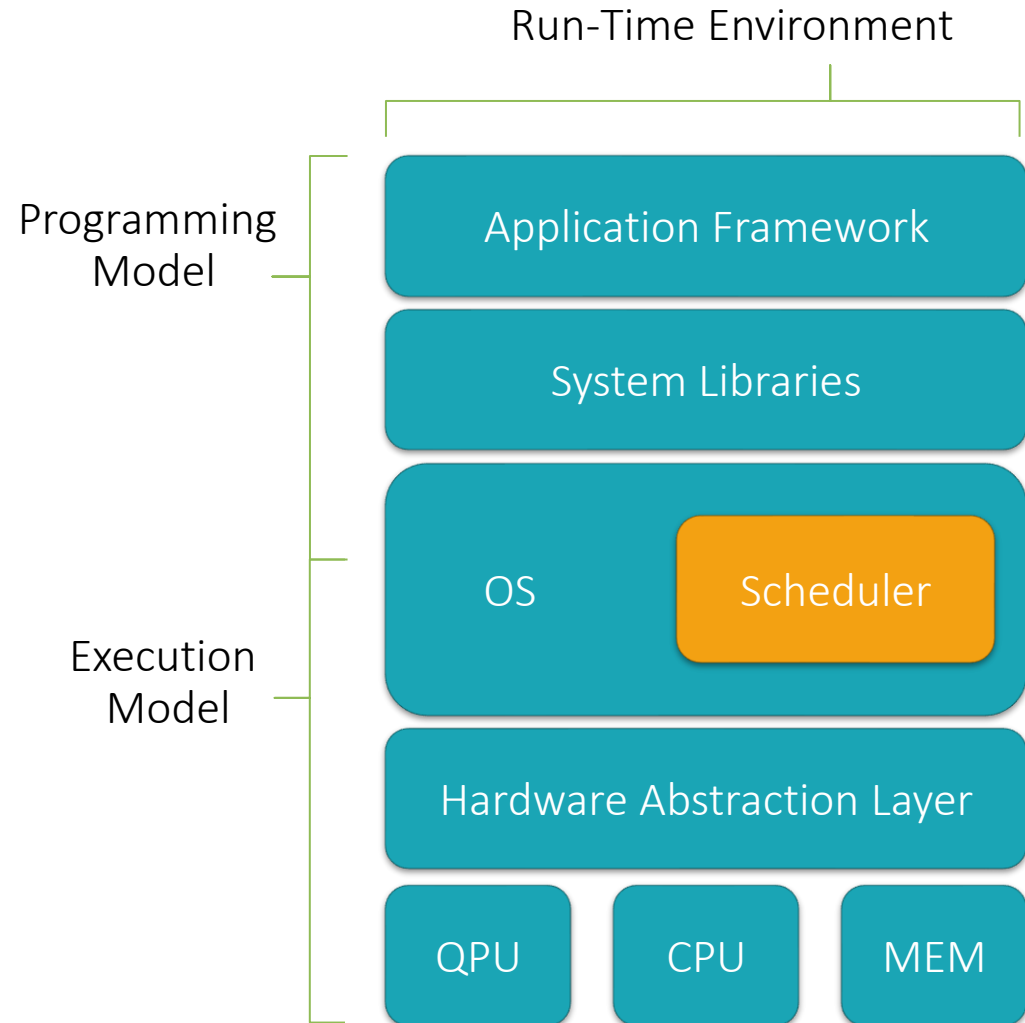 Run-Time Environment
Programming
Model
Application Framework
System Libraries
OS
Scheduler
Execution
Model
Hardware Abstraction Layer
QPU
CPU
MEM